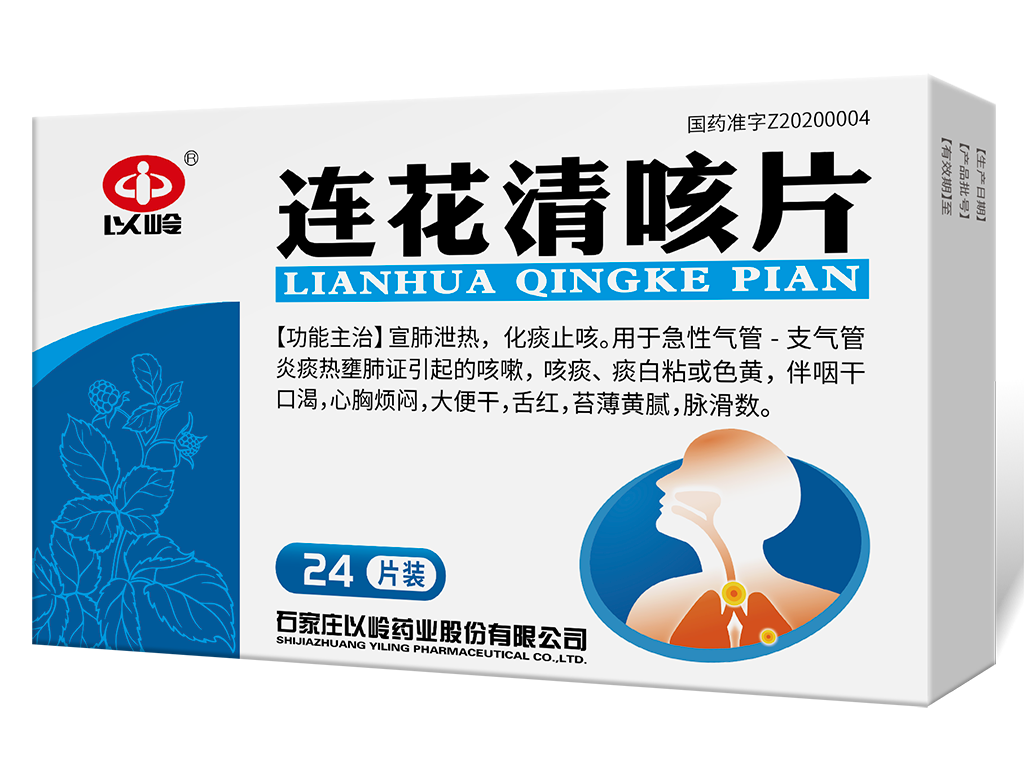 国药准字Z20200004
®
以岭
连花清咳片
LIANHUA QINGKE PIAN
【功能主治】宣肺泄热，化痰止咳。用于急性气管-支气管
炎痰热壅肺证引起的咳嗽，咳痰、痰白粘或色黄，伴咽干
口渴，心胸烦闷，大便干，舌红，苔薄黄腻，脉滑数。
24 片装
石家庄以岭药业股份有限公司
SHIJIAZHUANG YILING PHARMACEUTICAL CO.,LTD.
【生产日期】
【产品批号】
【有效期】至